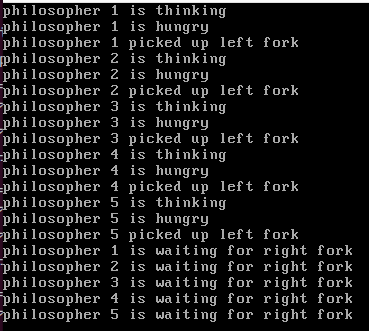 philosopher 1 is thinking
philosopher 1 is hungry
philosopher 1 picked up left fork
philosopher 2 is thinking
philosopher 2 is hungry
philosopher 2 picked up left fork
philosopher 3 is thinking
philosopher 3 is hungry
philosopher 3 picked up left fork
philosopher 4 is thinking
philosopher 4 is hungry
philosopher 4 picked up left fork
philosopher 5 is thinking
philosopher 5 is hungry
philosopher 5 picked up left fork
philosopher 1 is waiting for right fork
philosopher 2 is waiting for right fork
philosopher 3 is waiting for right fork
philosopher 4 is waiting for right fork
philosopher 5 is waiting for right fork